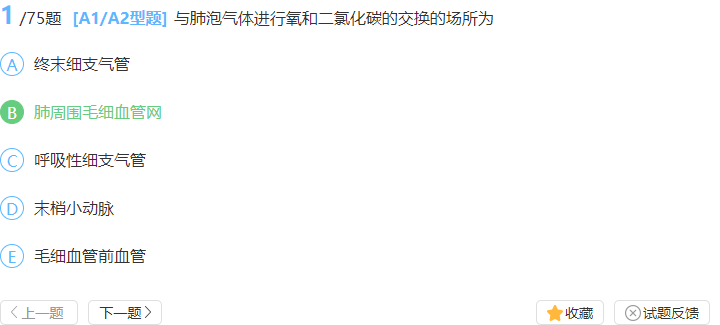 1 /75题 [A1/A2型题] 与肺泡气体进行氧和二氯化碳的交换的场所为
A 终末细支气管
B 肺周围毛细血管网
C 呼吸性细支气管
D 末梢小动脉
E 毛细血管前血管
上一题 下一题 收藏 试题反馈